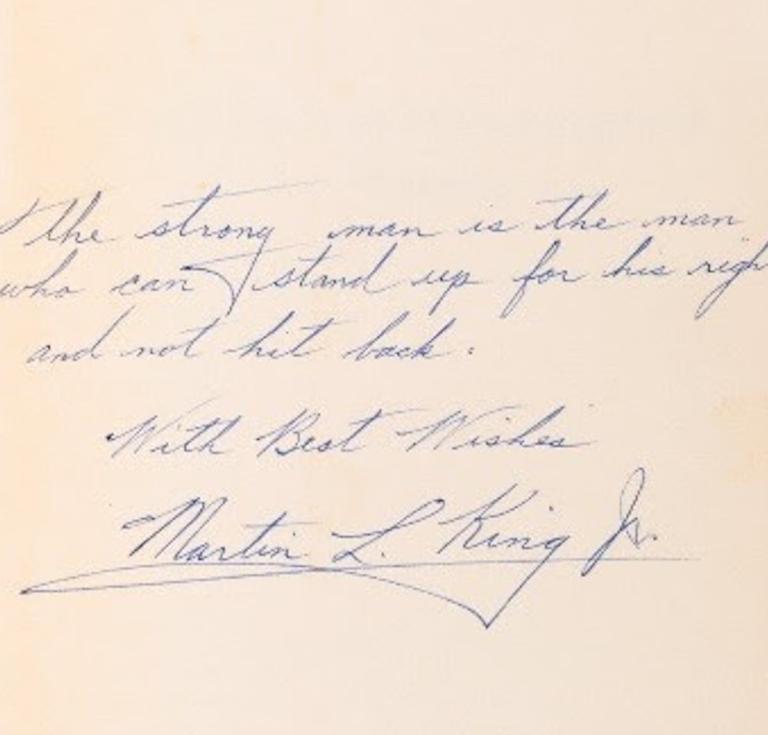 the strong man is the man
who can stand up for his righ
and not hit back.
With Best Wishes
Martin L. King Jr.